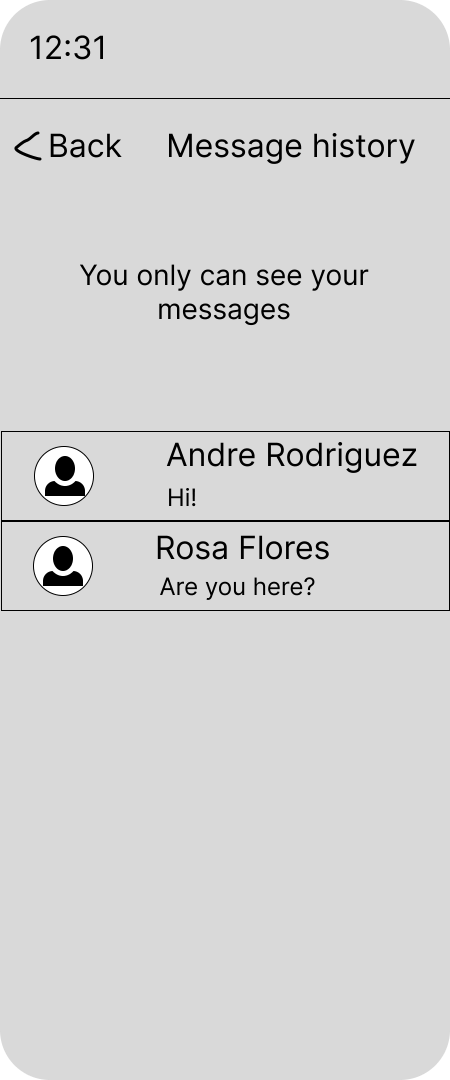 12:31
Back Message history
You only can see your
messages
Andre Rodriguez
Hi!
Rosa Flores
Are you here?